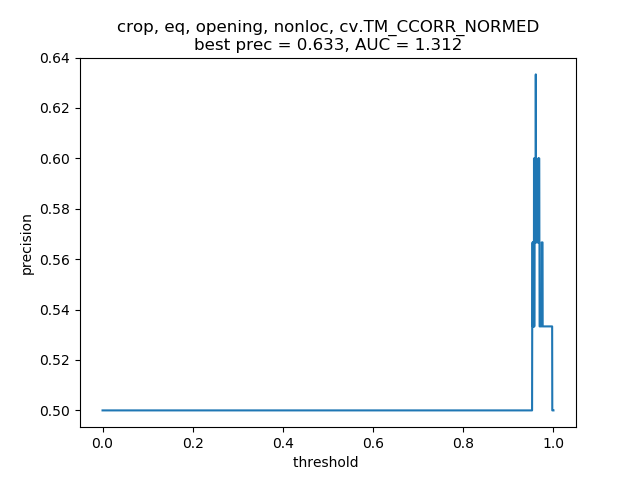 crop, eq, opening, nonloc, cv.TM_CCORR_NORMED
best prec = 0.633, AUC = 1.312
0.64
0.62
0.60
0.58
0.56
0.54
0.52
0.50
precision
0.0 0.2 0.4 0.6 0.8 1.0
threshold